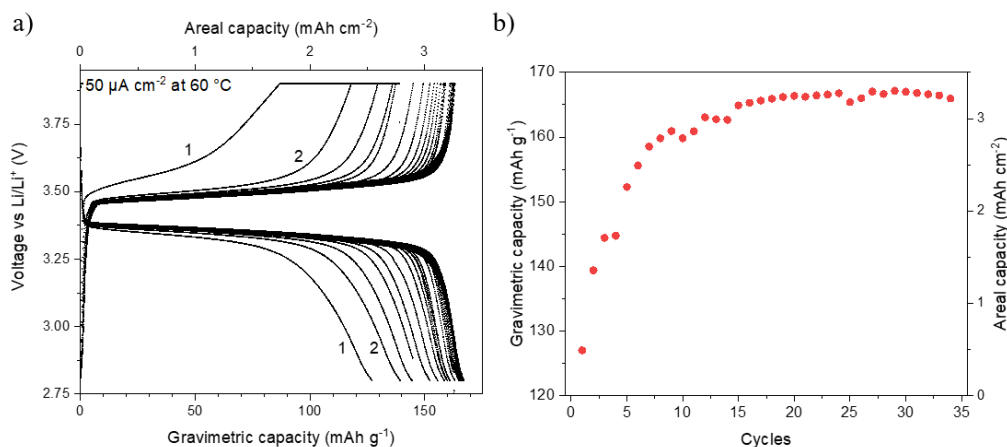 a)
Areal capacity (mAh cm⁻²)
0 1 2 3
50 µA cm⁻² at 60 °C
Voltage vs Li/Li⁺ (V)
3.75
3.50
3.25
3.00
2.75
1
2
1
2
0 50 100 150
Gravimetric capacity (mAh g⁻¹)
b)
Gravimetric capacity (mAh g⁻¹)
170
160
150
140
130
120
0 5 10 15 20 25 30 35
Cycles
3
2
1
0
Areal capacity (mAh cm⁻²)